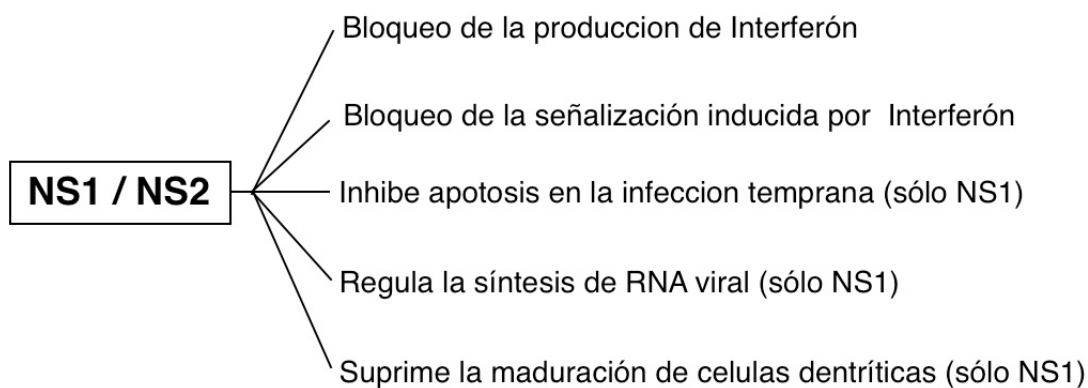 Bloqueo de la produccion de Interferón
Bloqueo de la señalización inducida por Interferón
NS1 / NS2
Inhibe apotosis en la infeccion temprana (sólo NS1)
Regula la síntesis de RNA viral (sólo NS1)
Suprime la maduración de celulas dentríticas (sólo NS1)